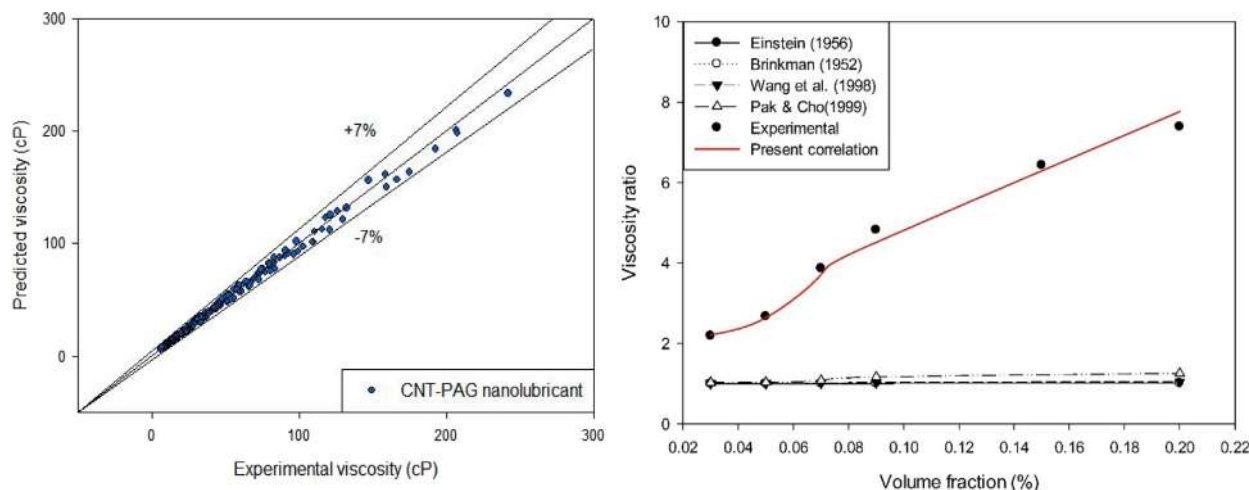 300
200
100
0
Predicted viscosity (cP)
+7%
-7%
CNT-PAG nanolubricant
0
100
200
300
Experimental viscosity (cP)
10
8
6
4
2
0
Viscosity ratio
Einstein (1956)
Brinkman (1952)
Wang et al. (1998)
Pak & Cho(1999)
Experimental
Present correlation
0.02 0.04 0.06 0.08 0.10 0.12 0.14 0.16 0.18 0.20 0.22
Volume fraction (%)